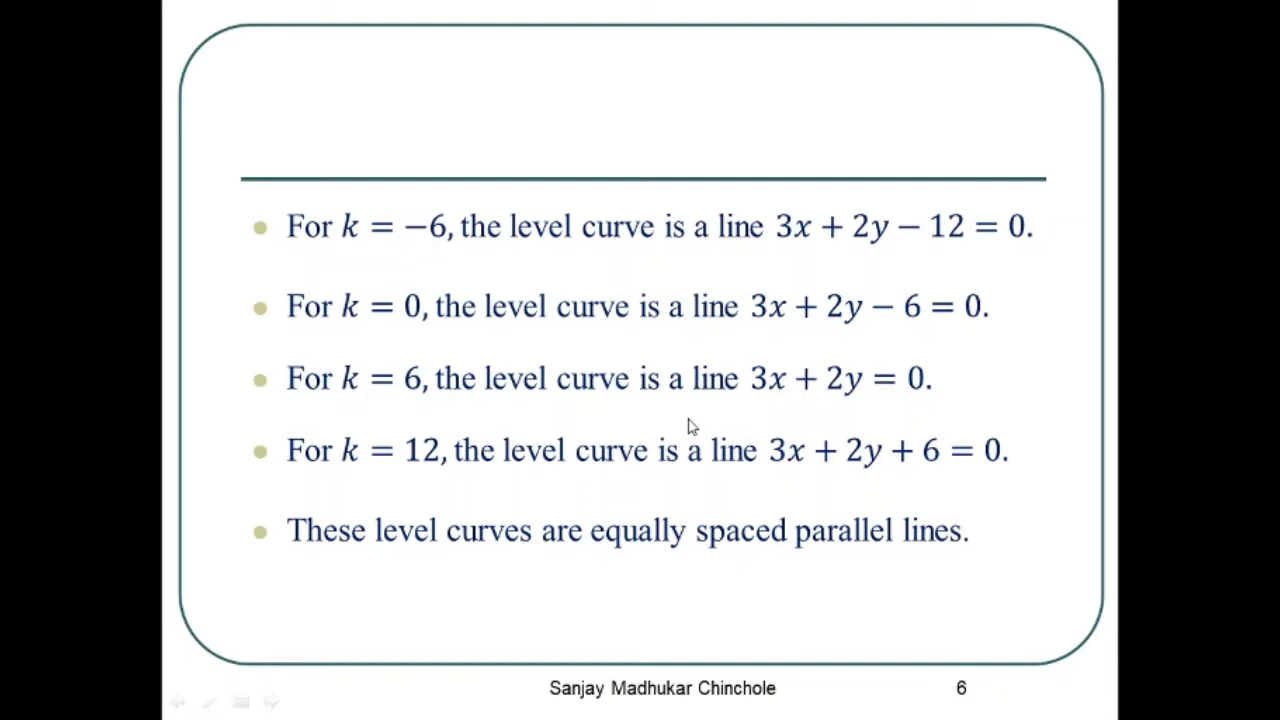 For k = −6, the level curve is a line 3x + 2y − 12 = 0.
For k = 0, the level curve is a line 3x + 2y − 6 = 0.
For k = 6, the level curve is a line 3x + 2y = 0.
For k = 12, the level curve is a line 3x + 2y + 6 = 0.
These level curves are equally spaced parallel lines.
Sanjay Madhukar Chinchole 6